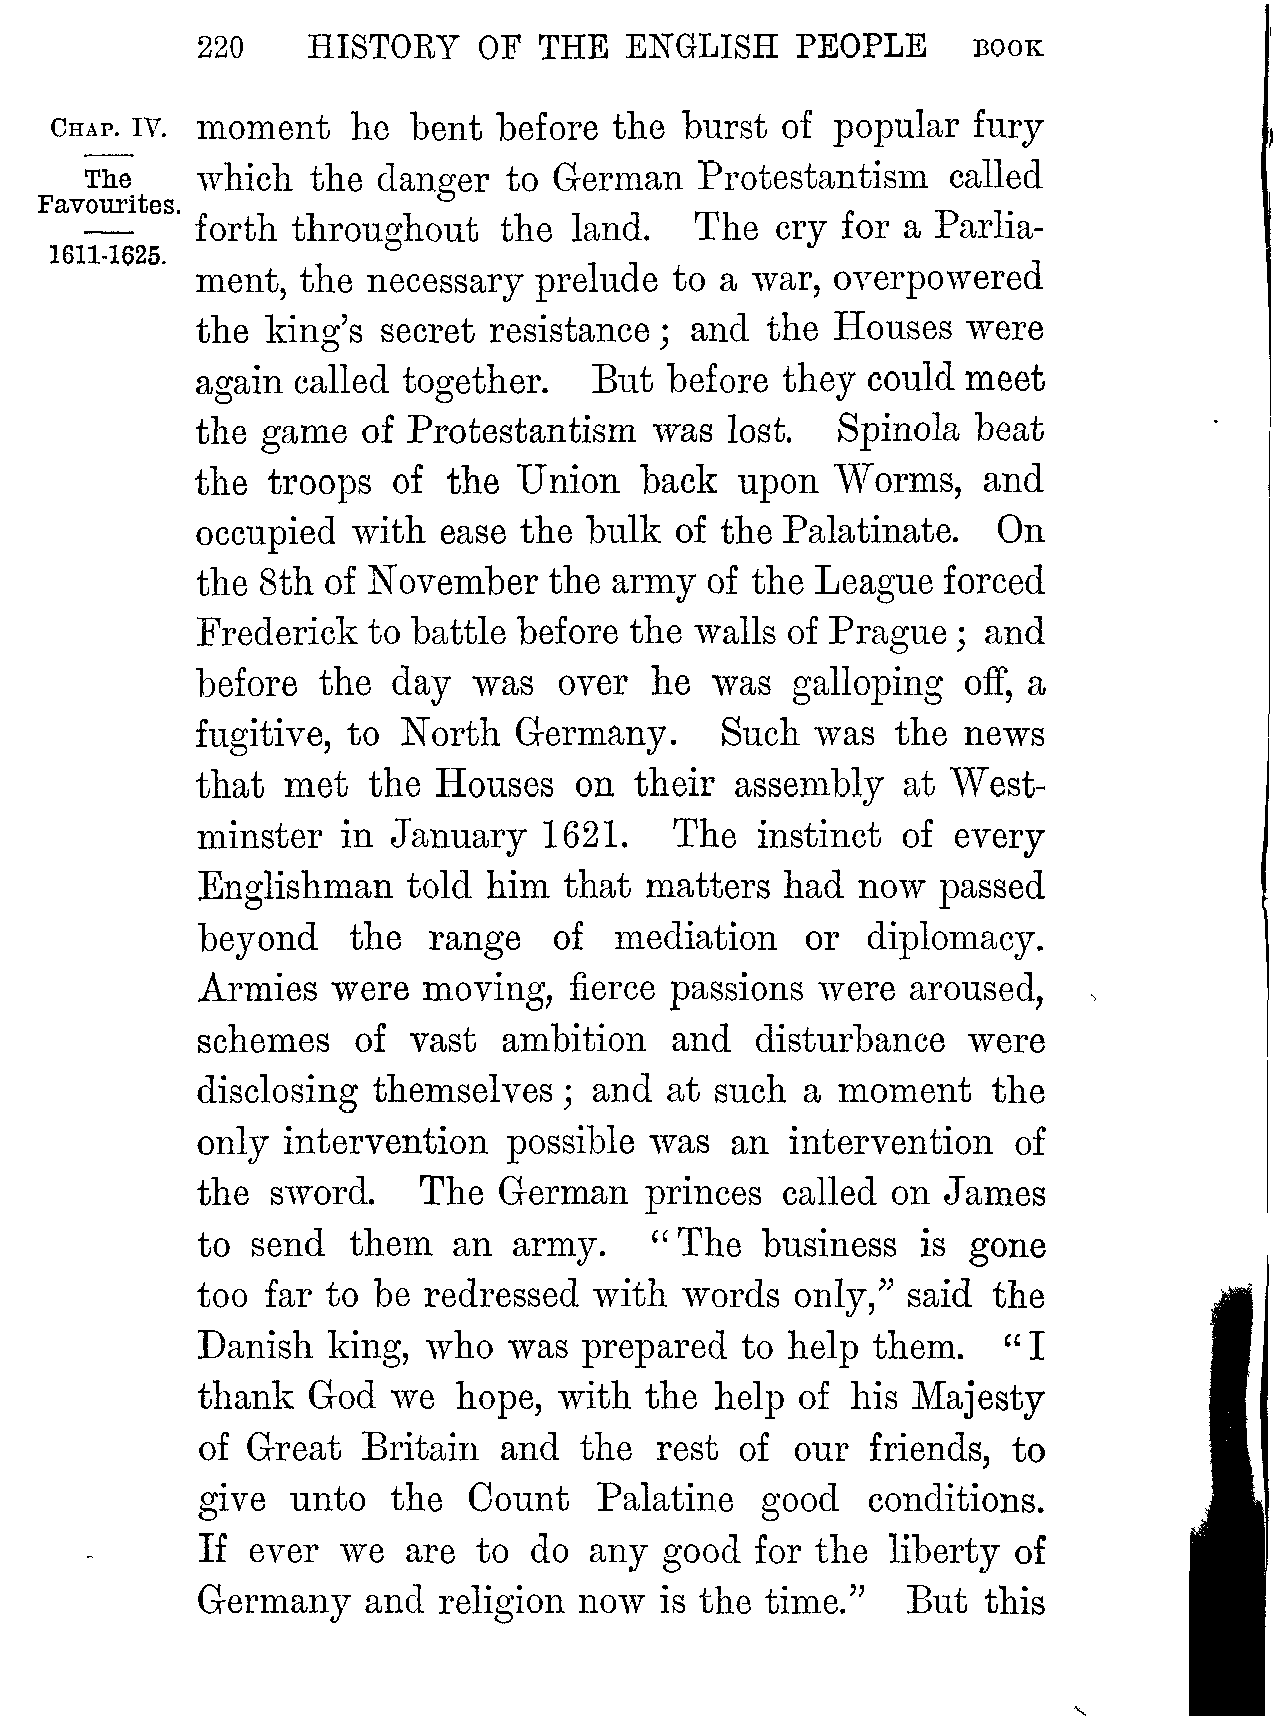 220 HISTORY OF THE ENGLISH PEOPLE BOOK
CHAP. IV.
The
Favourites.
1611-1625.
moment he bent before the burst of popular fury
which the danger to German Protestantism called
forth throughout the land. The cry for a Parlia-
ment, the necessary prelude to a war, overpowered
the king's secret resistance; and the Houses were
again called together. But before they could meet
the game of Protestantism was lost. Spinola beat
the troops of the Union back upon Worms, and
occupied with ease the bulk of the Palatinate. On
the 8th of November the army of the League forced
Frederick to battle before the walls of Prague; and
before the day was over he was galloping off, a
fugitive, to North Germany. Such was the news
that met the Houses on their assembly at West-
minster in January 1621. The instinct of every
Englishman told him that matters had now passed
beyond the range of mediation or diplomacy.
Armies were moving, fierce passions were aroused,
schemes of vast ambition and disturbance were
disclosing themselves; and at such a moment the
only intervention possible was an intervention of
the sword. The German princes called on James
to send them an army. "The business is gone
too far to be redressed with words only," said the
Danish king, who was prepared to help them. "I
thank God we hope, with the help of his Majesty
of Great Britain and the rest of our friends, to
give unto the Count Palatine good conditions.
If ever we are to do any good for the liberty of
Germany and religion now is the time." But this